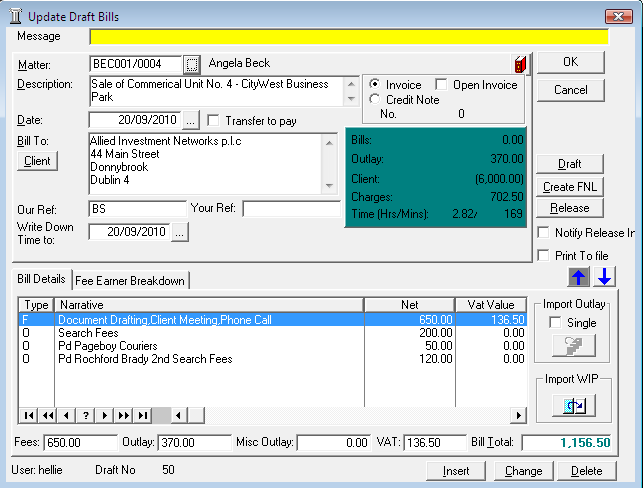 Update Draft Bills
Message
Matter: BEC001/0004 ... Angela Beck
Description: Sale of Commerical Unit No. 4 - CityWest Business
Park
Invoice Open Invoice
Credit Note
No. 0
OK
Cancel
Date: 20/09/2010 ... Transfer to pay
Bill To: Allied Investment Networks p.l.c
44 Main Street
Donnybrook
Dublin 4
Client
Bills: 0.00
Outlay: 370.00
Client: (6,000.00)
Charges: 702.50
Time (Hrs/Mins): 2.82/ 169
Draft
Create FNL
Release
Our Ref: BS Your Ref:
Write Down
Time to: 20/09/2010 ...
Notify Release In
Print To file
Bill Details Fee Earner Breakdown
Type Narrative Net Vat Value
F Document Drafting,Client Meeting,Phone Call 650.00 136.50
O Search Fees 200.00 0.00
O Pd Pageboy Couriers 50.00 0.00
O Pd Rochford Brady 2nd Search Fees 120.00 0.00
Import Outlay
Single
Import WIP
?
Fees: 650.00 Outlay: 370.00 Misc Outlay: 0.00 VAT: 136.50 Bill Total: 1,156.50
User: hellie Draft No 50 Insert Change Delete